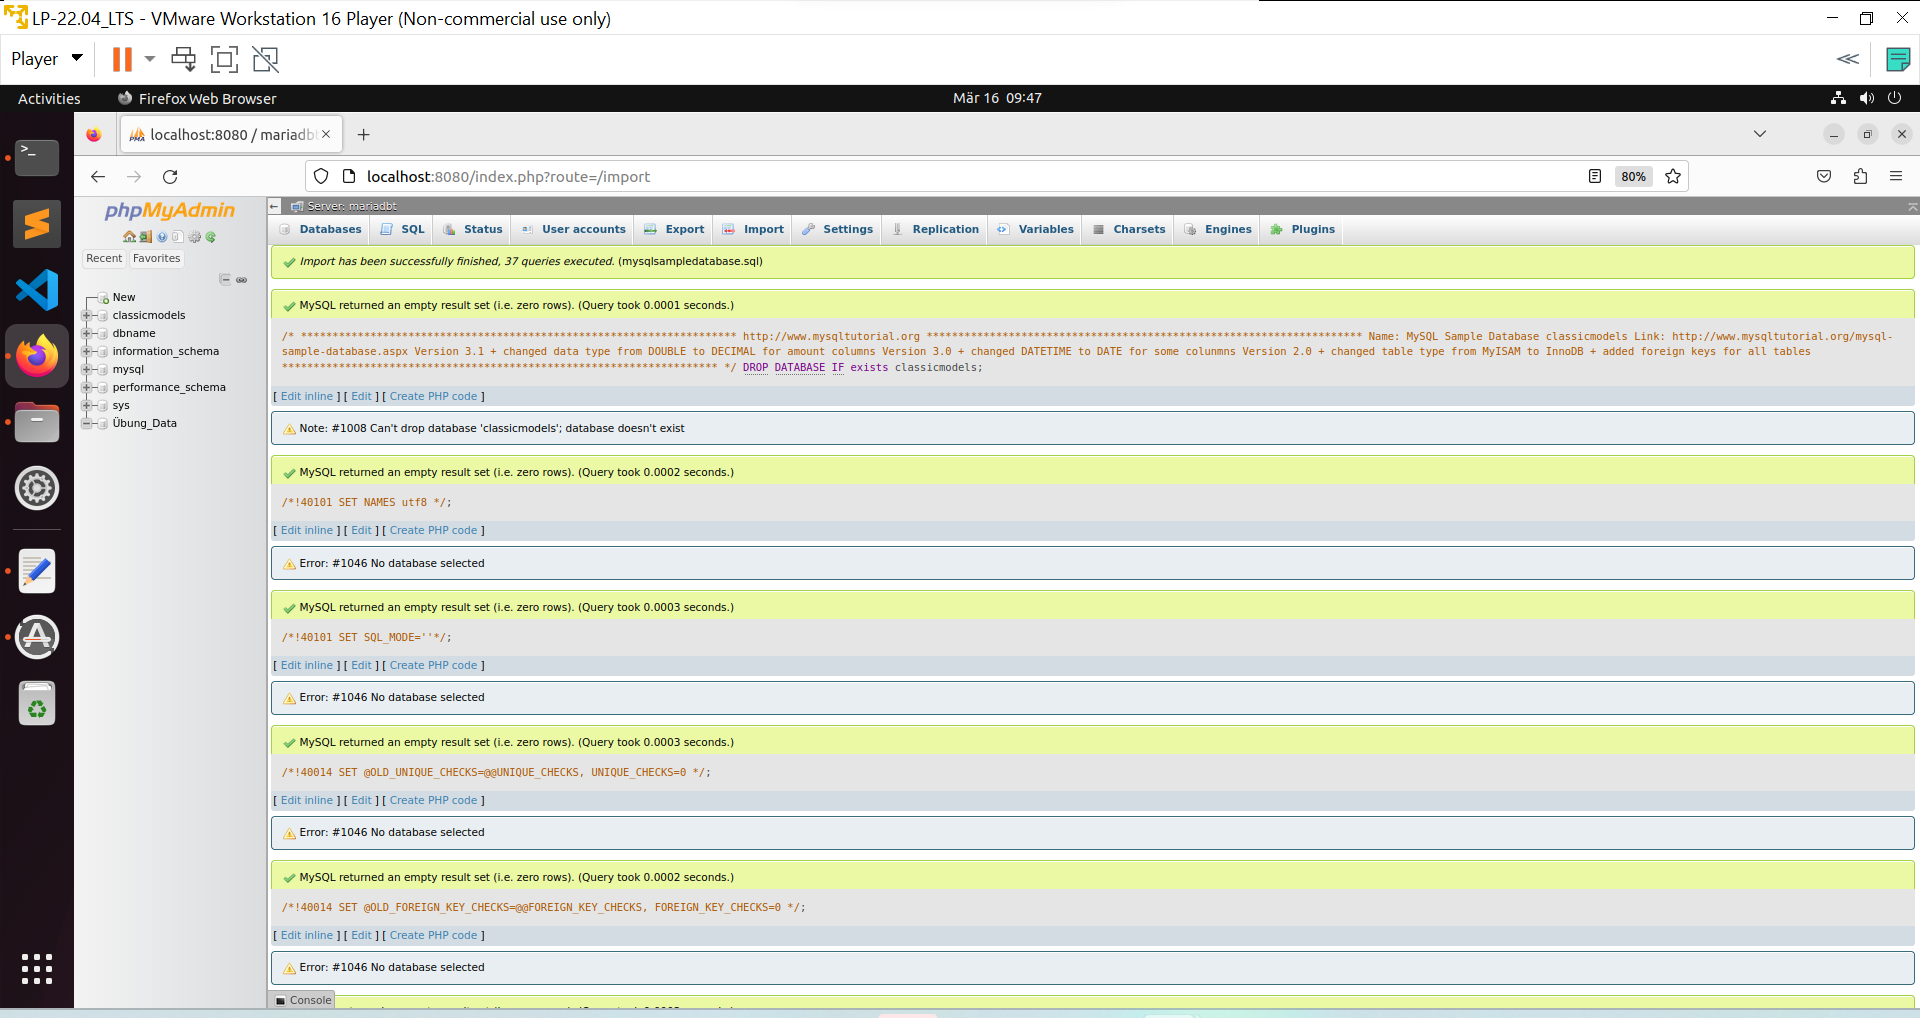 LP-22.04_LTS - VMware Workstation 16 Player (Non-commercial use only)
Player
Activities
Firefox Web Browser
Mär 16 09:47
localhost:8080 / mariadb
localhost:8080/index.php?route=/import
80%
phpMyAdmin
Recent
Favorites
New
classicmodels
dbname
information_schema
mysql
performance_schema
sys
Übung_Data
Server: mariadbt
Databases
SQL
Status
User accounts
Export
Import
Settings
Replication
Variables
Charsets
Engines
Plugins
Import has been successfully finished, 37 queries executed. (mysqlsampledatabase.sql)
MySQL returned an empty result set (i.e. zero rows). (Query took 0.0001 seconds.)
/* ********************************************************************* http://www.mysqltutorial.org ********************************************************************* Name: MySQL Sample Database classicmodels Link: http://www.mysqltutorial.org/mysql-
sample-database.aspx Version 3.1 + changed data type from DOUBLE to DECIMAL for amount columns Version 3.0 + changed DATETIME to DATE for some colunmns Version 2.0 + changed table type from MyISAM to InnoDB + added foreign keys for all tables
********************************************************************* */ DROP DATABASE IF exists classicmodels;
[ Edit inline ] [ Edit ] [ Create PHP code ]
Note: #1008 Can't drop database 'classicmodels'; database doesn't exist
MySQL returned an empty result set (i.e. zero rows). (Query took 0.0002 seconds.)
/*!40101 SET NAMES utf8 */;
[ Edit inline ] [ Edit ] [ Create PHP code ]
Error: #1046 No database selected
MySQL returned an empty result set (i.e. zero rows). (Query took 0.0003 seconds.)
/*!40101 SET SQL_MODE=''*/;
[ Edit inline ] [ Edit ] [ Create PHP code ]
Error: #1046 No database selected
MySQL returned an empty result set (i.e. zero rows). (Query took 0.0003 seconds.)
/*!40014 SET @OLD_UNIQUE_CHECKS=@@UNIQUE_CHECKS, UNIQUE_CHECKS=0 */;
[ Edit inline ] [ Edit ] [ Create PHP code ]
Error: #1046 No database selected
MySQL returned an empty result set (i.e. zero rows). (Query took 0.0002 seconds.)
/*!40014 SET @OLD_FOREIGN_KEY_CHECKS=@@FOREIGN_KEY_CHECKS, FOREIGN_KEY_CHECKS=0 */;
[ Edit inline ] [ Edit ] [ Create PHP code ]
Error: #1046 No database selected
Console